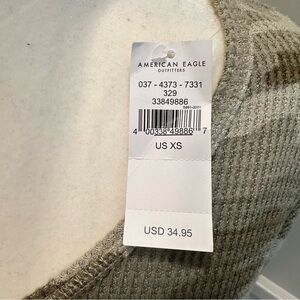 AMERICAN EAGLE
OUTFITTERS
037 - 4373 - 7331
329
33849886
4 00338 49886 7
US XS
USD 34.95